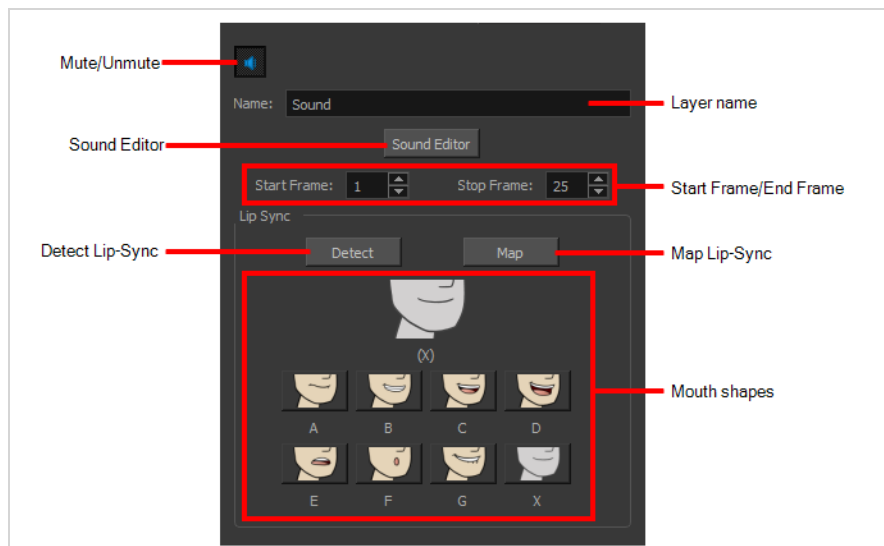 Mute/Unmute
Name: Sound
Layer name
Sound Editor
Sound Editor
Start Frame: 1
Stop Frame: 25
Start Frame/End Frame
Lip Sync
Detect Lip-Sync
Detect
Map
Map Lip-Sync
(X)
Mouth shapes
A B C D
E F G X